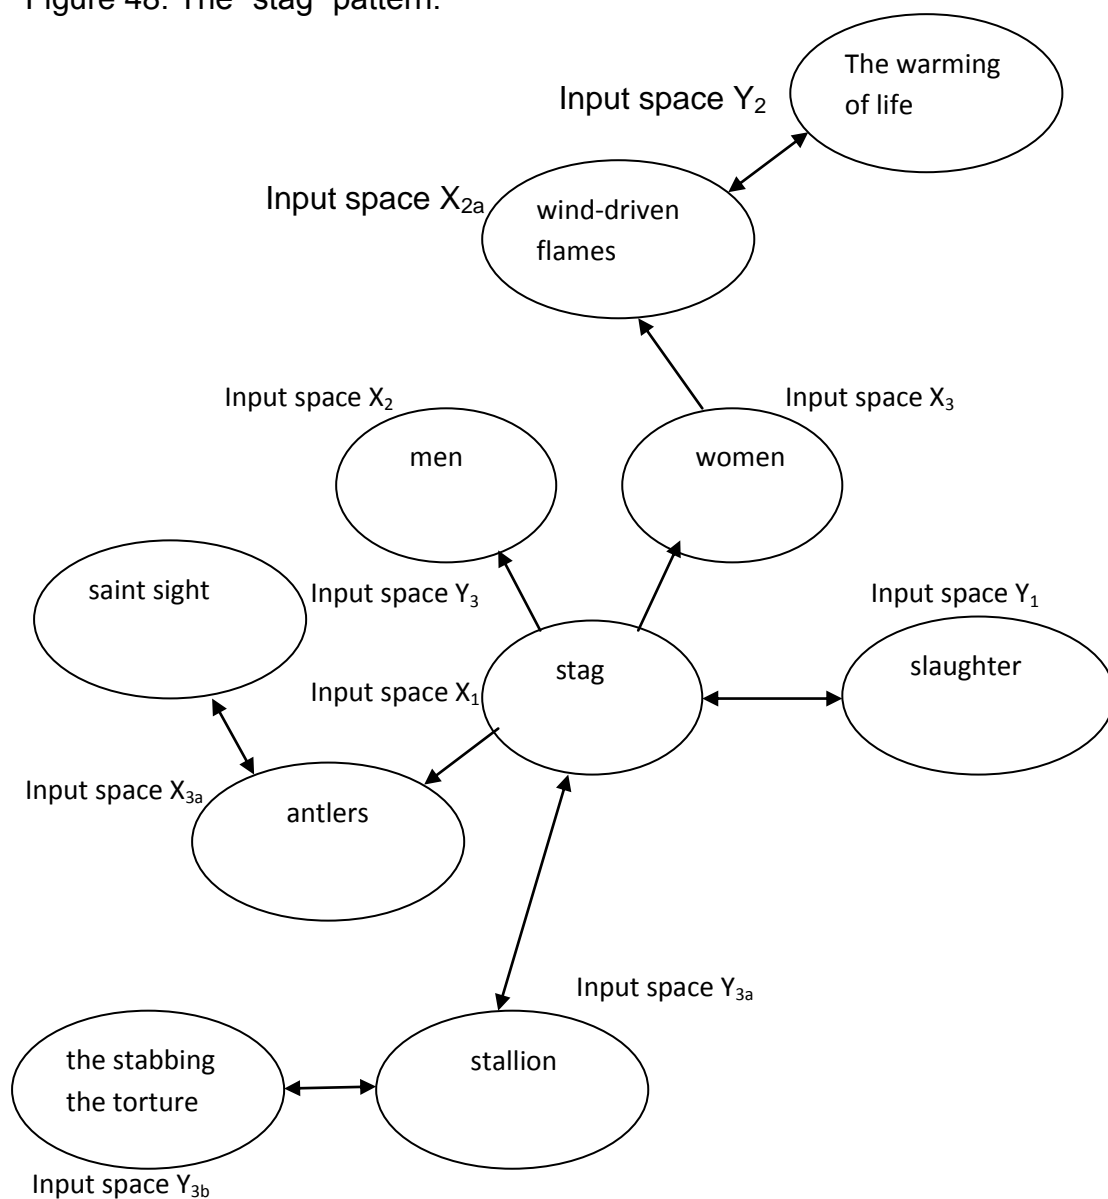 Figure 48. The “stag” pattern.
The warming
of life
Input space Y2
Input space X2a
wind-driven
flames
Input space X2
Input space X3
men
women
saint sight
Input space Y3
Input space Y1
stag
slaughter
Input space X1
Input space X3a
antlers
Input space Y3a
the stabbing
the torture
stallion
Input space Y3b